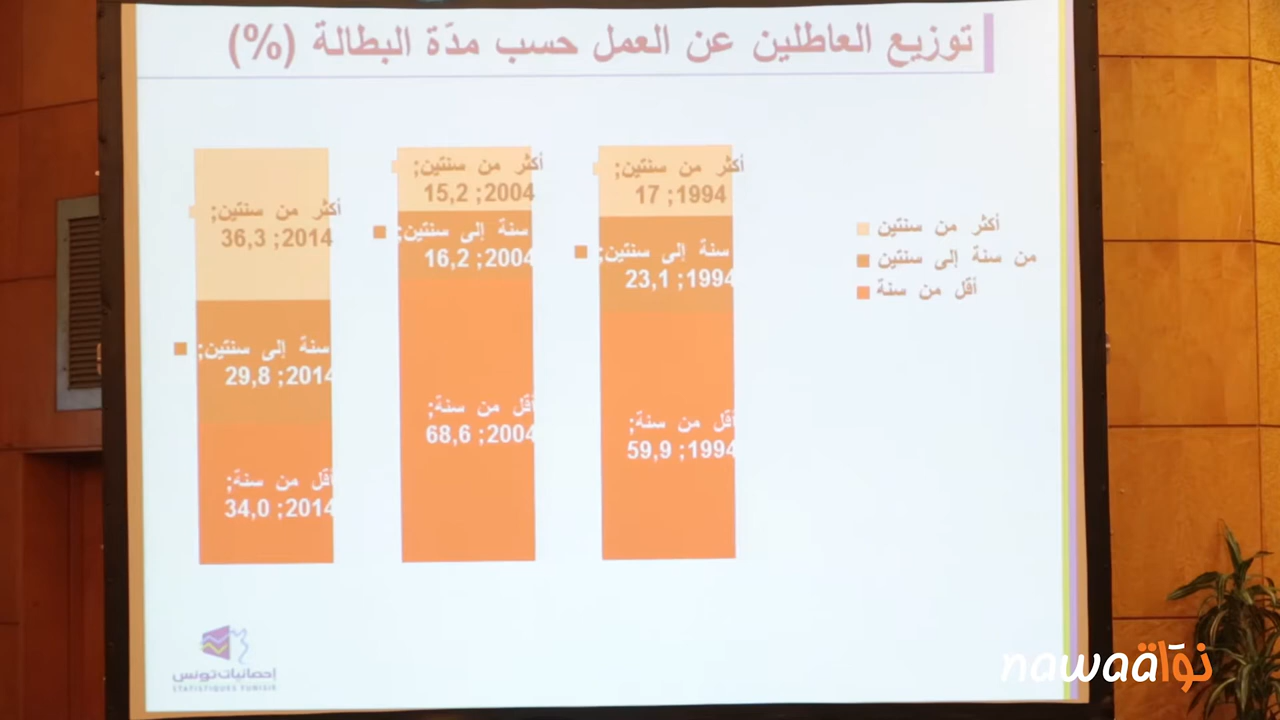 توزيع العاطلين عن العمل حسب مدّة البطالة (%)
أكثر من سنتين;
1994; 17
سنة إلى سنتين;
1994; 23,1
أقل من سنة;
1994; 59,9
أكثر من سنتين;
2004; 15,2
سنة إلى سنتين;
2004; 16,2
أقل من سنة;
2004; 68,6
أكثر من سنتين;
2014; 36,3
سنة إلى سنتين;
2014; 29,8
أقل من سنة;
2014; 34,0
أكثر من سنتين
من سنة إلى سنتين
أقل من سنة
إحصائيات تونس
STATISTIQUES TUNISIE
nawaat نواة